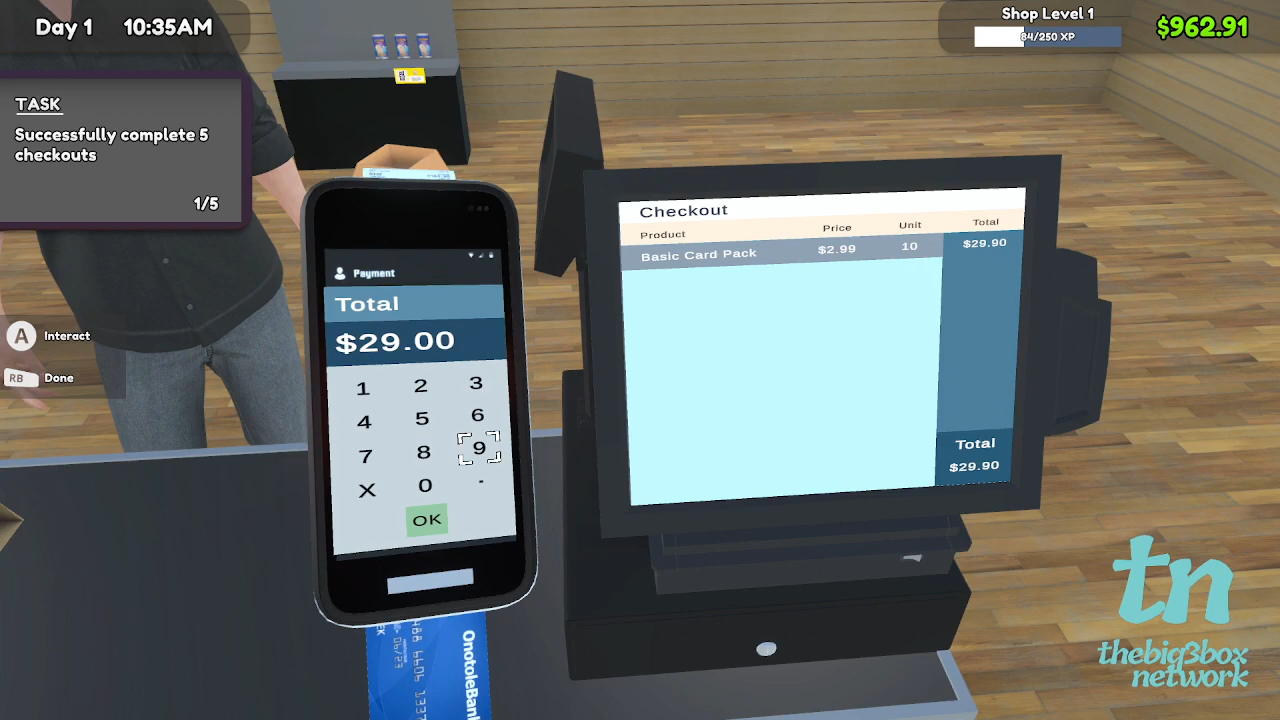 Day 1 10:35AM
Shop Level 1
84/250 XP
$962.91
TASK
Successfully complete 5
checkouts
1/5
A Interact
RB Done
Payment
Total
$29.00
1 2 3
4 5 6
7 8 9
X 0 .
OK
Checkout
Product Price Unit Total
Basic Card Pack $2.99 10 $29.90
Total
$29.90
OnotoleBank
06/23
tn
thebig3box
network